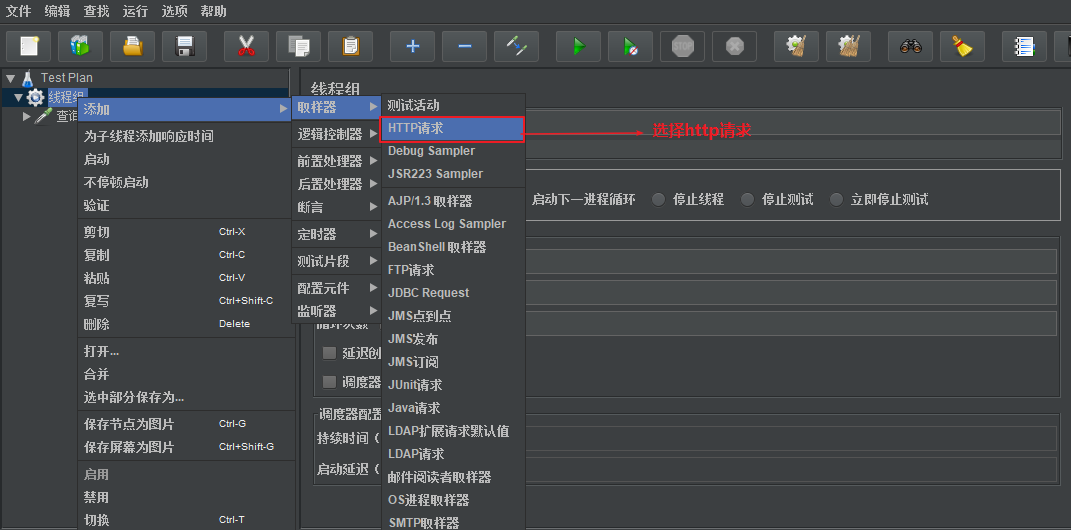 文件 编辑 查找 运行 选项 帮助
STOP
Test Plan
线程组
查询
添加
为子线程添加响应时间
启动
不停顿启动
验证
剪切 Ctrl-X
复制 Ctrl-C
粘贴 Ctrl-V
复写 Ctrl+Shift-C
删除 Delete
打开...
合并
选中部分保存为...
保存节点为图片 Ctrl-G
保存屏幕为图片 Ctrl+Shift-G
启用
禁用
切换 Ctrl-T
取样器
逻辑控制器
前置处理器
后置处理器
断言
定时器
测试片段
配置元件
监听器
测试活动
HTTP请求
Debug Sampler
JSR223 Sampler
AJP/1.3 取样器
Access Log Sampler
BeanShell 取样器
FTP请求
JDBC Request
JMS点到点
JMS发布
JMS订阅
JUnit请求
Java请求
LDAP扩展请求默认值
LDAP请求
邮件阅读者取样器
OS进程取样器
SMTP取样器
选择http请求
线程组
启动下一进程循环 停止线程 停止测试 立即停止测试
循环次数
延迟创
调度器
调度器配置
持续时间（
启动延迟（